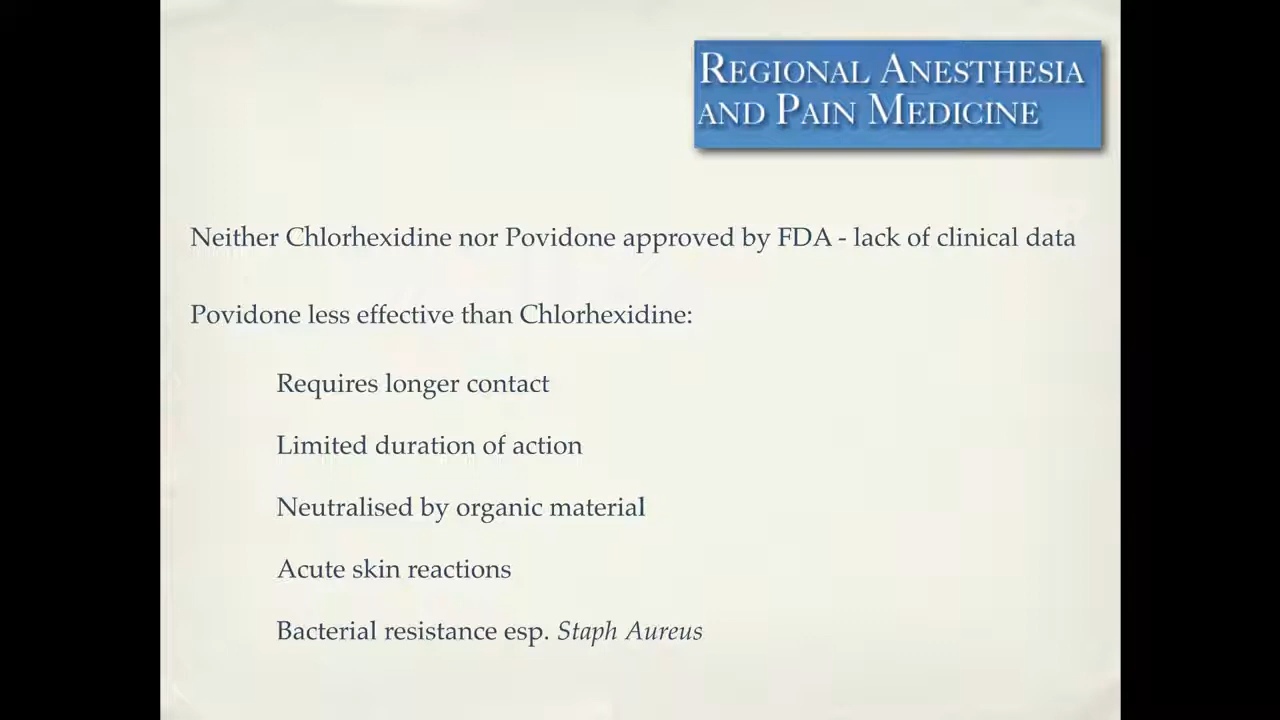 REGIONAL ANESTHESIA
AND PAIN MEDICINE
Neither Chlorhexidine nor Povidone approved by FDA - lack of clinical data
Povidone less effective than Chlorhexidine:
Requires longer contact
Limited duration of action
Neutralised by organic material
Acute skin reactions
Bacterial resistance esp. Staph Aureus